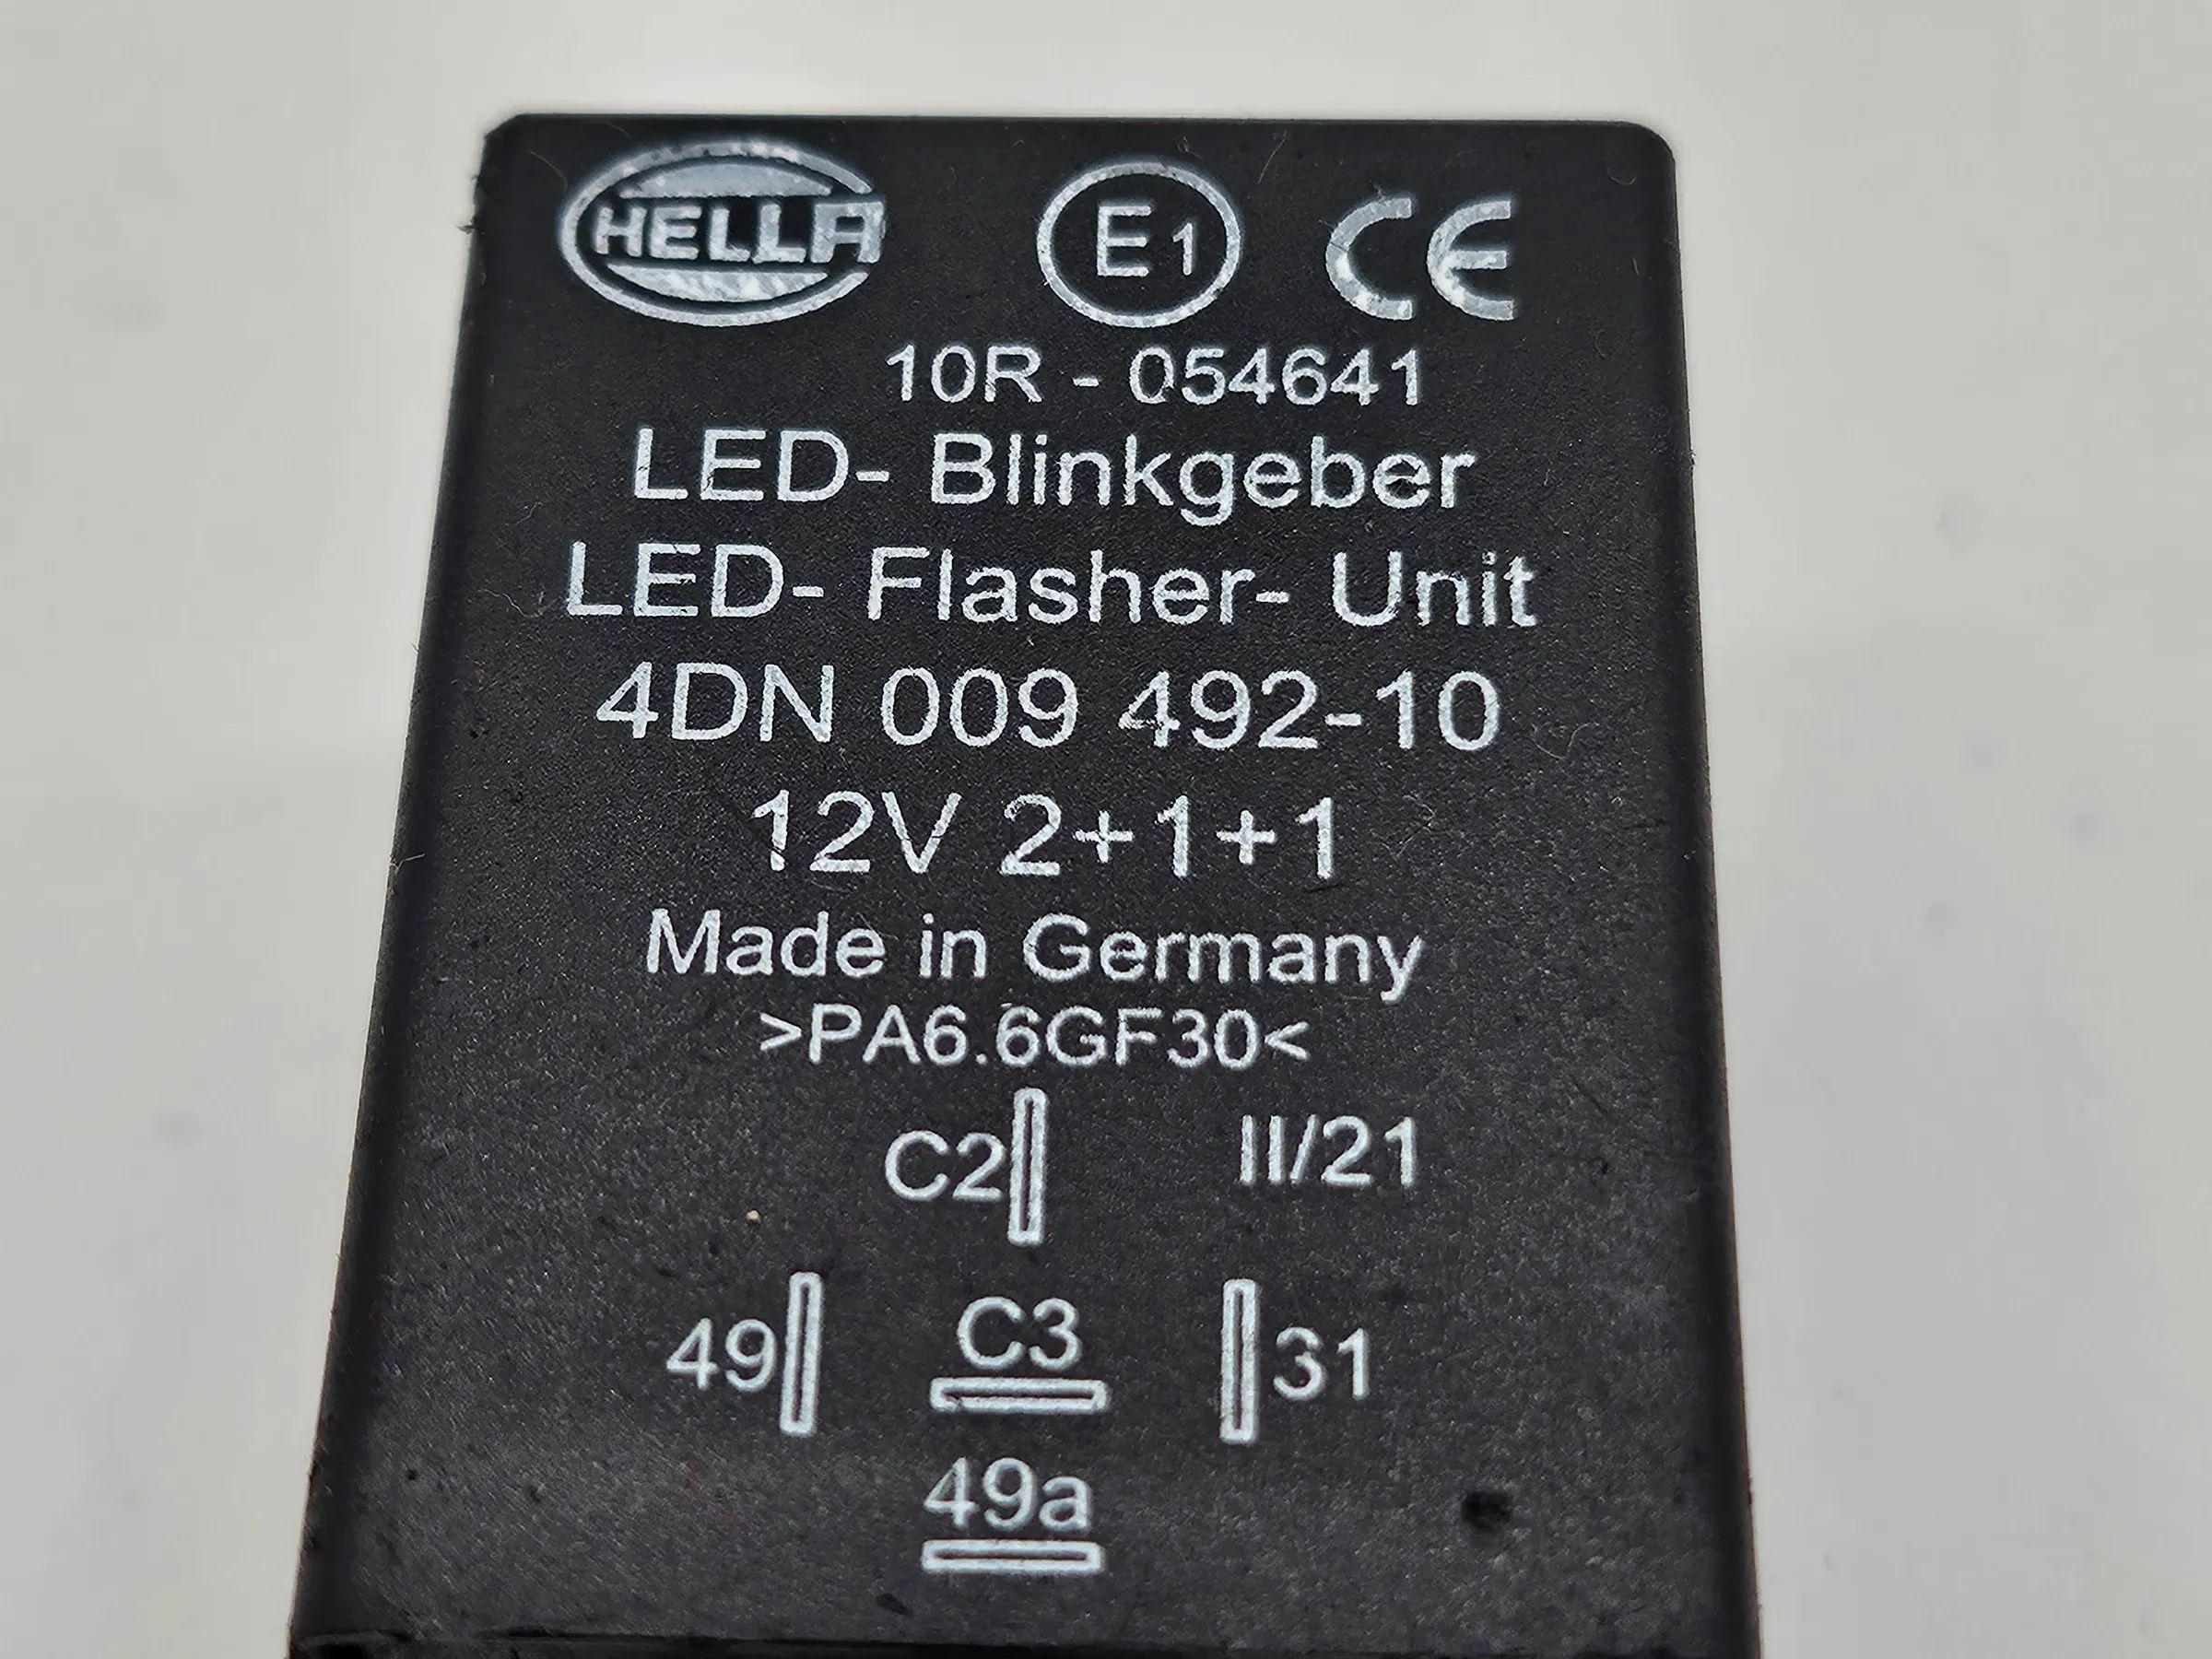 HELLA E1 CE
10R - 054641
LED- Blinkgeber
LED- Flasher- Unit
4DN 009 492-10
12V 2+1+1
Made in Germany
>PA6.6GF30<
C2 II/21
49 C3 31
49a